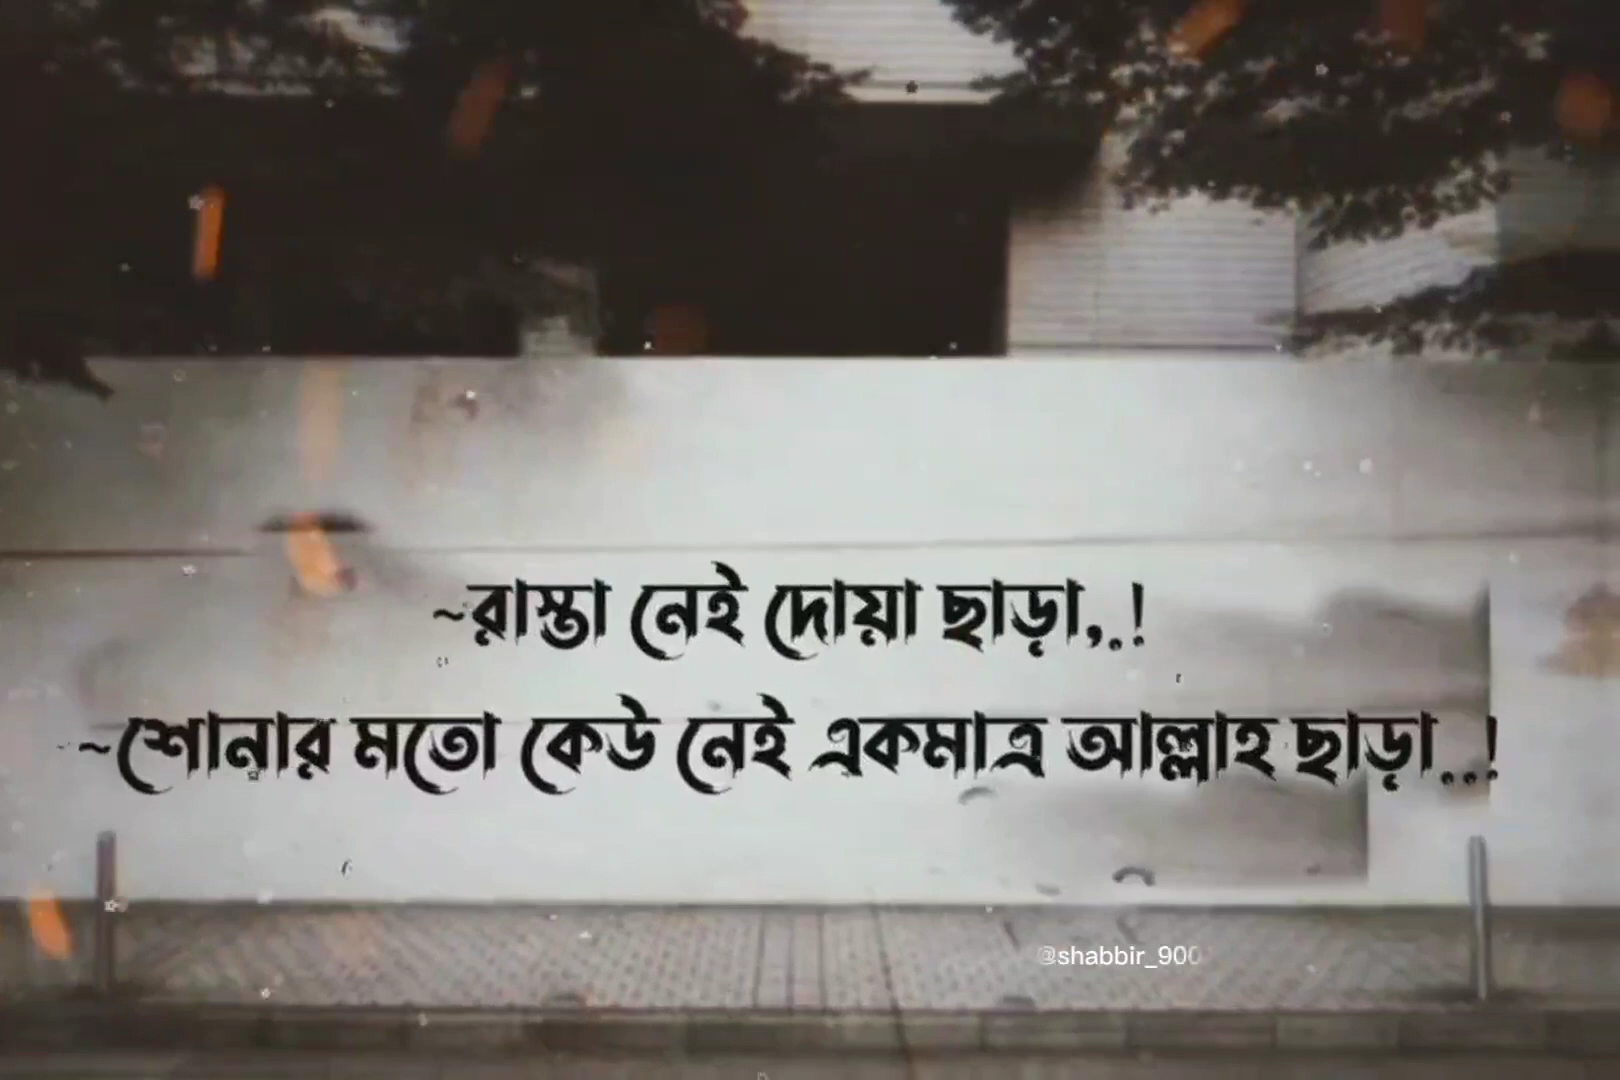 ~রাস্তা নেই দোয়া ছাড়া,.!
~শোনার মতো কেউ নেই একমাত্র আল্লাহ ছাড়া..!
@shabbir_900